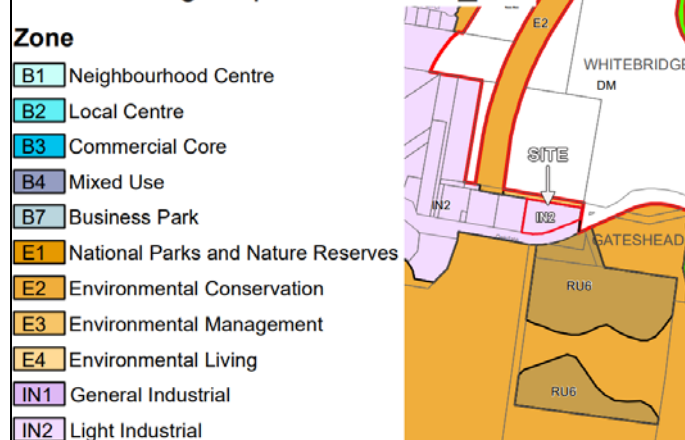 Zone
B1 Neighbourhood Centre
B2 Local Centre
B3 Commercial Core
B4 Mixed Use
B7 Business Park
E1 National Parks and Nature Reserves
E2 Environmental Conservation
E3 Environmental Management
E4 Environmental Living
IN1 General Industrial
IN2 Light Industrial
E2
WHITEBRIDGE
DM
SITE
IN2
IN2
GATESHEAD
RU6
RU6